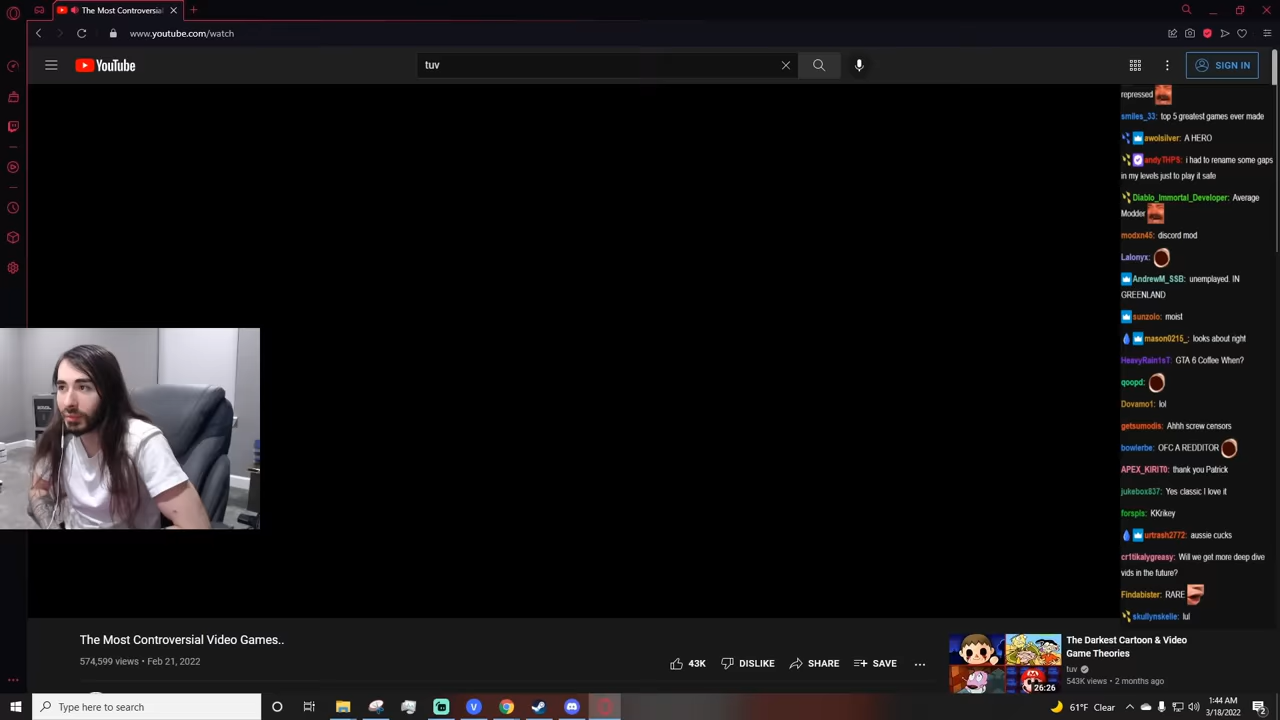 The Most Controversial
www.youtube.com/watch
YouTube
tuv
SIGN IN
repressed
smiles_33: top 5 greatest games ever made
awolsilver: A HERO
andyTHPS: i had to rename some gaps
in my levels just to play it safe
Diablo_Immortal_Developer: Average
Modder
modxn45: discord mod
Lalonyx:
AndrewM_SSB: unemployed IN
GREENLAND
sunzolo: moist
mason0215_: looks about right
HeavyRain1sT: GTA 6 Coffee When?
qoopd:
Dovamo1: lol
getsumodis: Ahhh screw censors
bowlerbe: OFC A REDDITOR
APEX_KIRIT0: thank you Patrick
jukebox837: Yes classic I love it
forspls: KKrikey
urtrash2772: aussie cucks
cr1tikalygreasy: Will we get more deep dive
vids in the future?
Findabister: RARE
skullynskelle: lul
The Most Controversial Video Games..
574,599 views • Feb 21, 2022
43K
DISLIKE
SHARE
SAVE
The Darkest Cartoon & Video
Game Theories
tuv
543K views • 2 months ago
26:26
Type here to search
61°F Clear
1:44 AM
3/18/2022
2